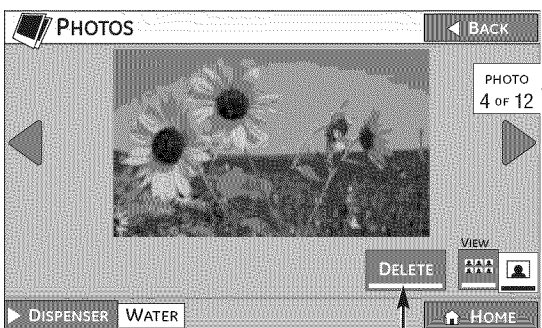 PHOTOS
BACK
PHOTO
4 OF 12
VIEW
DELETE
DISPENSER WATER
HOME